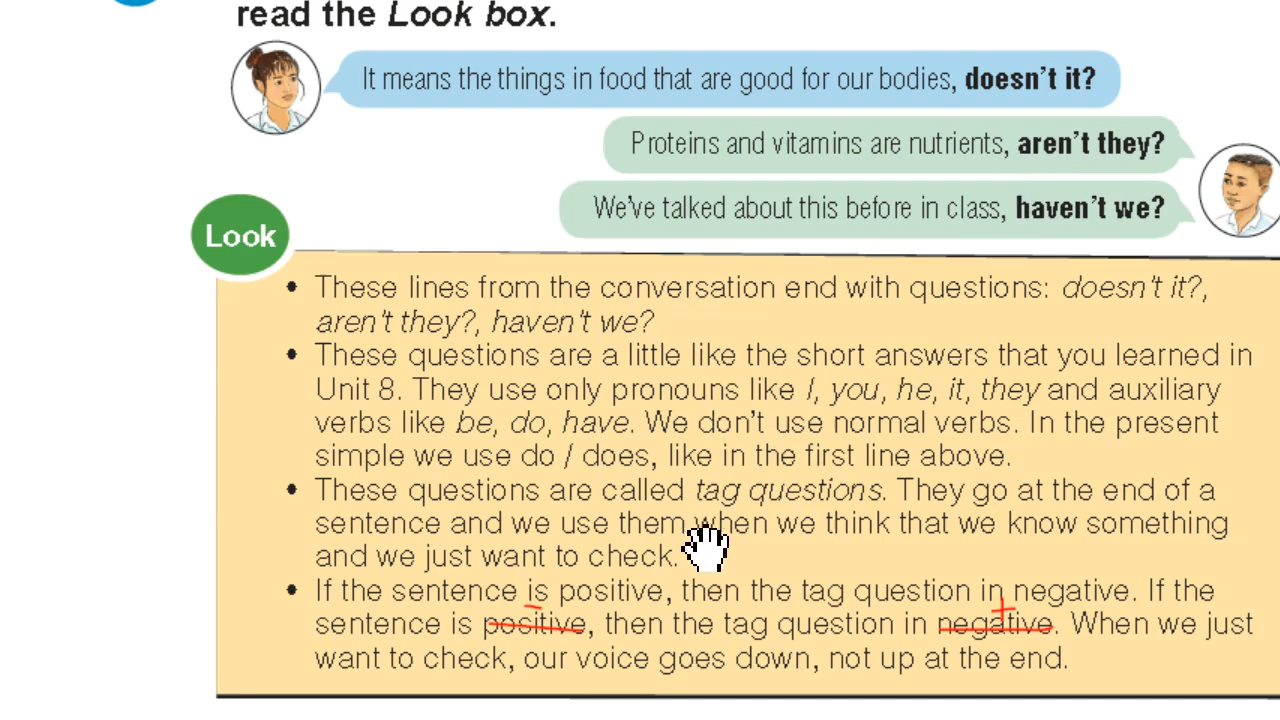 read the Look box.
It means the things in food that are good for our bodies, doesn't it?
Proteins and vitamins are nutrients, aren't they?
We've talked about this before in class, haven't we?
Look
• These lines from the conversation end with questions: doesn't it?,
aren't they?, haven't we?
• These questions are a little like the short answers that you learned in
Unit 8. They use only pronouns like I, you, he, it, they and auxiliary
verbs like be, do, have. We don't use normal verbs. In the present
simple we use do / does, like in the first line above.
• These questions are called tag questions. They go at the end of a
sentence and we use them when we think that we know something
and we just want to check.
• If the sentence is positive, then the tag question in negative. If the
− +
sentence is positive, then the tag question in negative. When we just
want to check, our voice goes down, not up at the end.